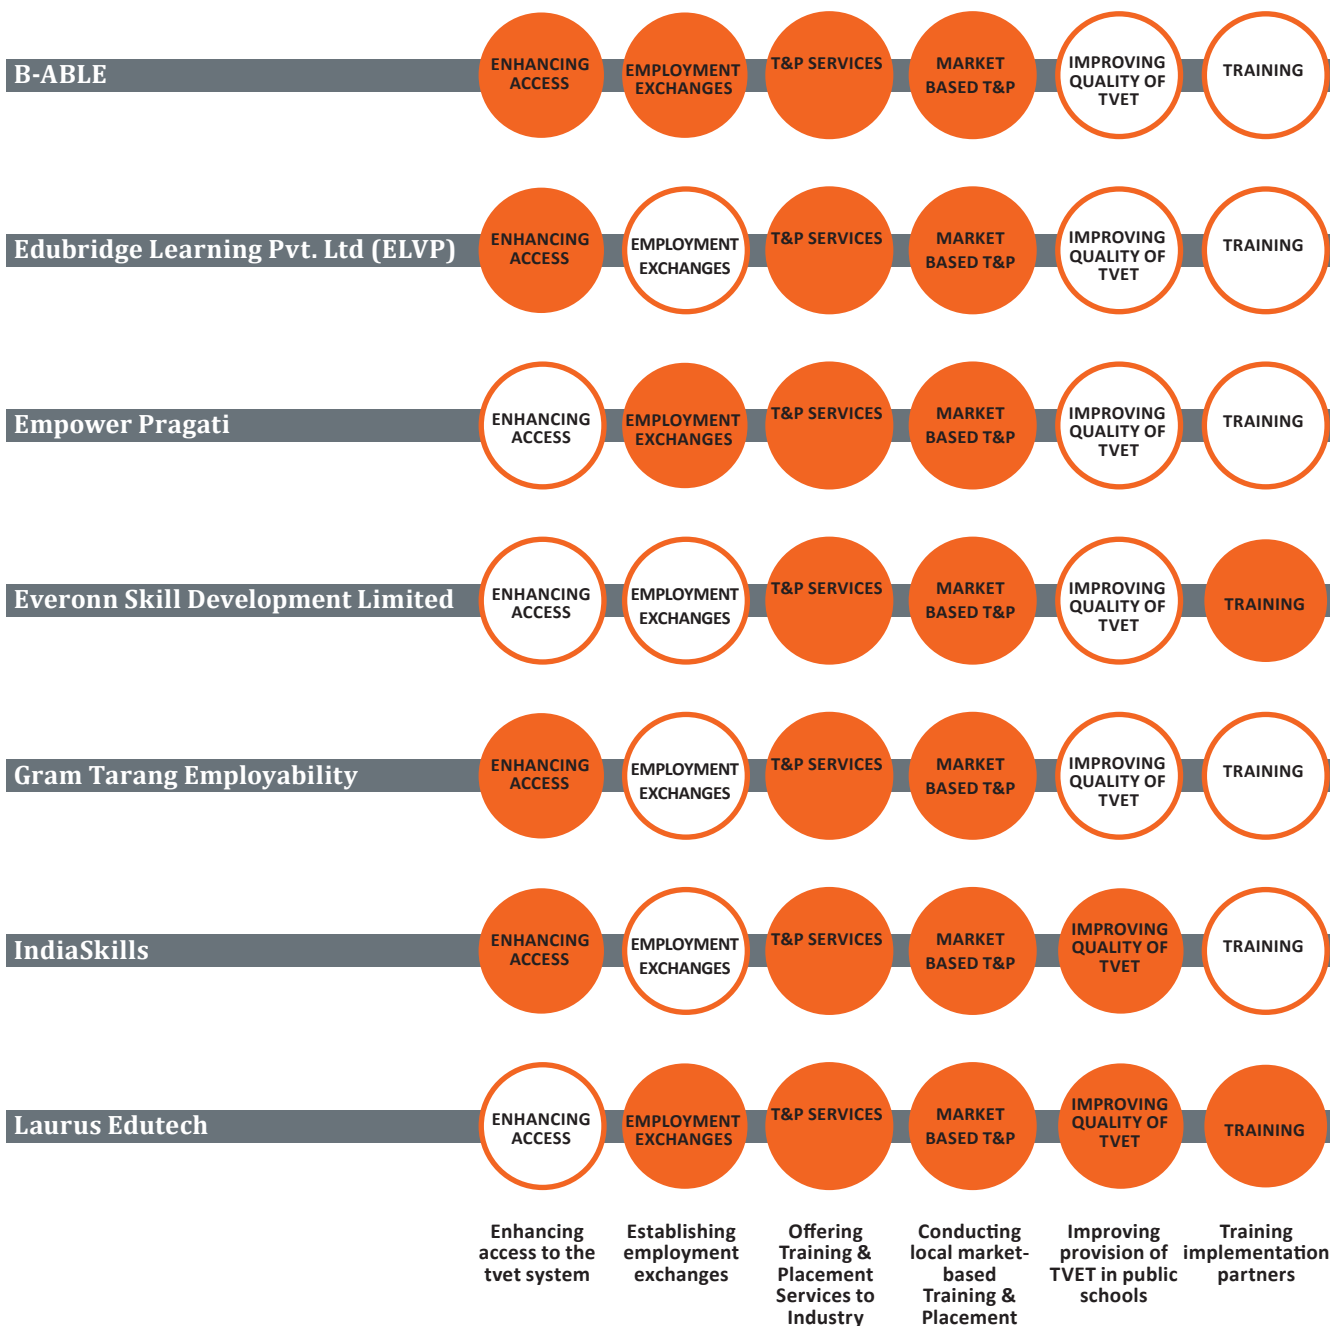 B-ABLE
ENHANCING
ACCESS
EMPLOYMENT
EXCHANGES
T&P SERVICES
MARKET
BASED T&P
IMPROVING
QUALITY OF
TVET
TRAINING
Edubridge Learning Pvt. Ltd (ELVP)
ENHANCING
ACCESS
EMPLOYMENT
EXCHANGES
T&P SERVICES
MARKET
BASED T&P
IMPROVING
QUALITY OF
TVET
TRAINING
Empower Pragati
ENHANCING
ACCESS
EMPLOYMENT
EXCHANGES
T&P SERVICES
MARKET
BASED T&P
IMPROVING
QUALITY OF
TVET
TRAINING
Everonn Skill Development Limited
ENHANCING
ACCESS
EMPLOYMENT
EXCHANGES
T&P SERVICES
MARKET
BASED T&P
IMPROVING
QUALITY OF
TVET
TRAINING
Gram Tarang Employability
ENHANCING
ACCESS
EMPLOYMENT
EXCHANGES
T&P SERVICES
MARKET
BASED T&P
IMPROVING
QUALITY OF
TVET
TRAINING
IndiaSkills
ENHANCING
ACCESS
EMPLOYMENT
EXCHANGES
T&P SERVICES
MARKET
BASED T&P
IMPROVING
QUALITY OF
TVET
TRAINING
Laurus Edutech
ENHANCING
ACCESS
EMPLOYMENT
EXCHANGES
T&P SERVICES
MARKET
BASED T&P
IMPROVING
QUALITY OF
TVET
TRAINING
Enhancing
access to the
tvet system
Establishing
employment
exchanges
Offering
Training &
Placement
Services to
Industry
Conducting
local market-
based
Training &
Placement
Improving
provision of
TVET in public
schools
Training
implementation
partners